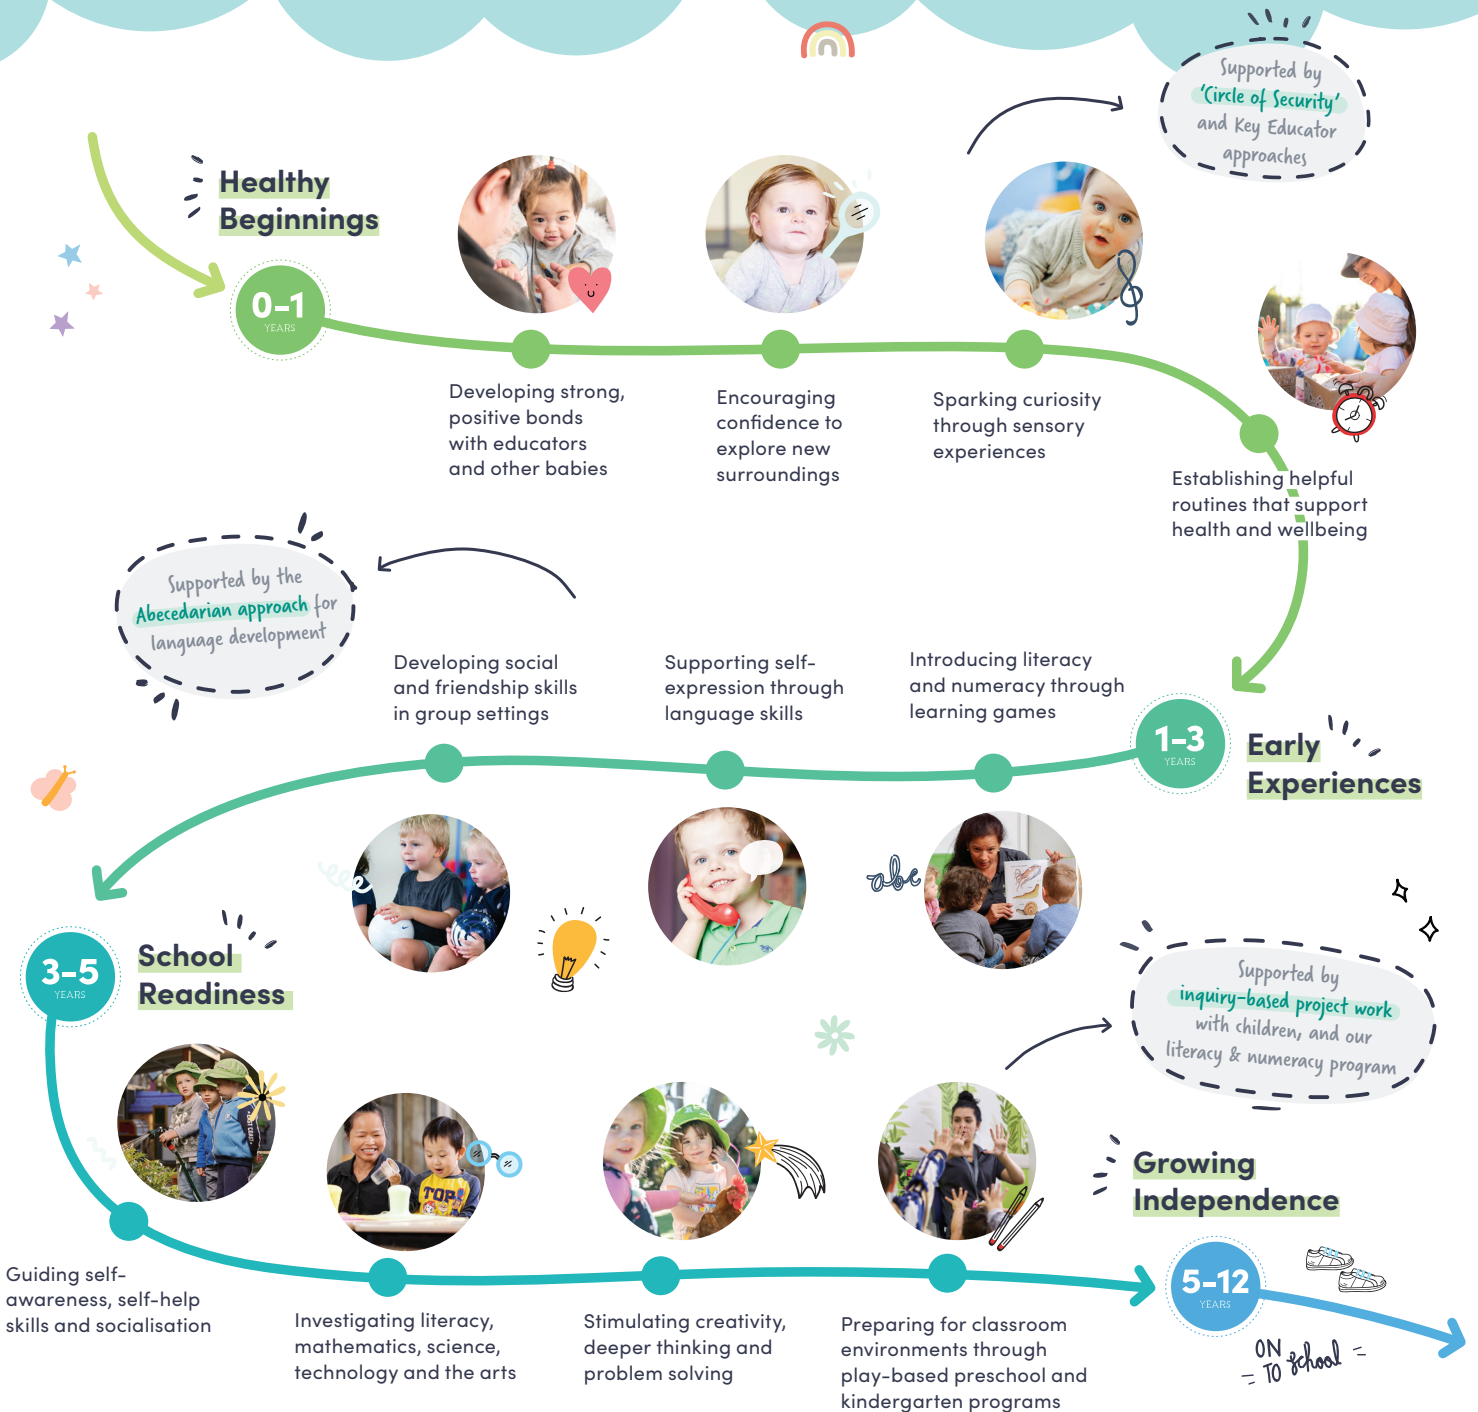 Supported by
'Circle of Security'
and Key Educator
approaches
Healthy
Beginnings
0-1
YEARS
Developing strong,
positive bonds
with educators
and other babies
Encouraging
confidence to
explore new
surroundings
Sparking curiosity
through sensory
experiences
Establishing helpful
routines that support
health and wellbeing
Supported by the
Abecedarian approach for
language development
Developing social
and friendship skills
in group settings
Supporting self-
expression through
language skills
Introducing literacy
and numeracy through
learning games
1-3
YEARS
Early
Experiences
abc
3-5
YEARS
School
Readiness
Supported by
inquiry-based project work
with children, and our
literacy & numeracy program
TOP
Guiding self-
awareness, self-help
skills and socialisation
Investigating literacy,
mathematics, science,
technology and the arts
Stimulating creativity,
deeper thinking and
problem solving
Preparing for classroom
environments through
play-based preschool and
kindergarten programs
Growing
Independence
5-12
YEARS
ON
TO school